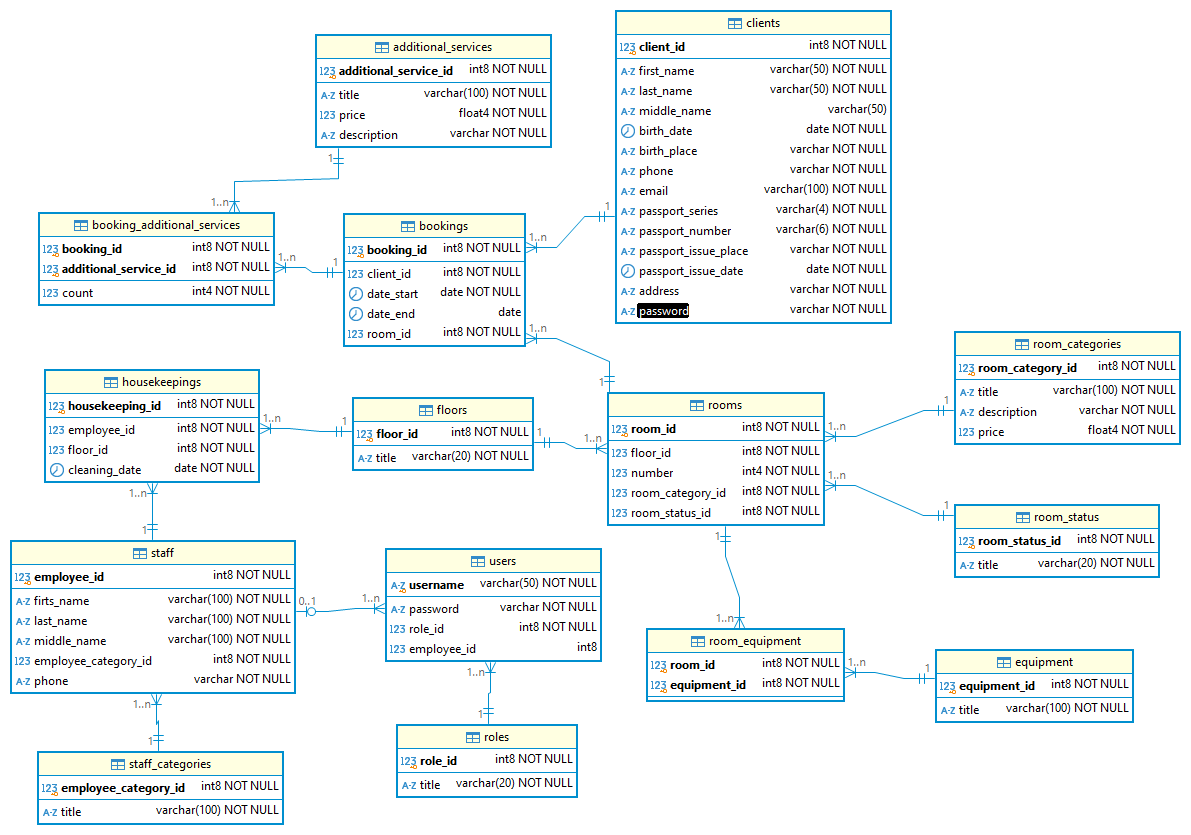 clients
123 client_id int8 NOT NULL
A-Z first_name varchar(50) NOT NULL
A-Z last_name varchar(50) NOT NULL
A-Z middle_name varchar(50)
birth_date date NOT NULL
A-Z birth_place varchar NOT NULL
A-Z phone varchar NOT NULL
A-Z email varchar(100) NOT NULL
A-Z passport_series varchar(4) NOT NULL
A-Z passport_number varchar(6) NOT NULL
A-Z passport_issue_place varchar NOT NULL
passport_issue_date date NOT NULL
A-Z address varchar NOT NULL
A-Z password varchar NOT NULL
additional_services
123 additional_service_id int8 NOT NULL
A-Z title varchar(100) NOT NULL
123 price float4 NOT NULL
A-Z description varchar NOT NULL
1
1..n
booking_additional_services
123 booking_id int8 NOT NULL
123 additional_service_id int8 NOT NULL
123 count int4 NOT NULL
1..n
1
bookings
123 booking_id int8 NOT NULL
123 client_id int8 NOT NULL
date_start date NOT NULL
date_end date
123 room_id int8 NOT NULL
1..n
1
1..n
1
housekeepings
123 housekeeping_id int8 NOT NULL
123 employee_id int8 NOT NULL
123 floor_id int8 NOT NULL
cleaning_date date NOT NULL
1..n
1
floors
123 floor_id int8 NOT NULL
A-Z title varchar(20) NOT NULL
1
1..n
rooms
123 room_id int8 NOT NULL
123 floor_id int8 NOT NULL
123 number int4 NOT NULL
123 room_category_id int8 NOT NULL
123 room_status_id int8 NOT NULL
1..n
1
room_categories
123 room_category_id int8 NOT NULL
A-Z title varchar(100) NOT NULL
A-Z description varchar NOT NULL
123 price float4 NOT NULL
1..n
1
room_status
123 room_status_id int8 NOT NULL
A-Z title varchar(20) NOT NULL
1..n
1
staff
123 employee_id int8 NOT NULL
A-Z firts_name varchar(100) NOT NULL
A-Z last_name varchar(100) NOT NULL
A-Z middle_name varchar(100) NOT NULL
123 employee_category_id int8 NOT NULL
A-Z phone varchar NOT NULL
0..1
1..n
users
A-Z username varchar(50) NOT NULL
A-Z password varchar NOT NULL
123 role_id int8 NOT NULL
123 employee_id int8
1
1..n
room_equipment
123 room_id int8 NOT NULL
123 equipment_id int8 NOT NULL
1..n
1
equipment
123 equipment_id int8 NOT NULL
A-Z title varchar(100) NOT NULL
1..n
1
staff_categories
123 employee_category_id int8 NOT NULL
A-Z title varchar(100) NOT NULL
1..n
1
roles
123 role_id int8 NOT NULL
A-Z title varchar(20) NOT NULL